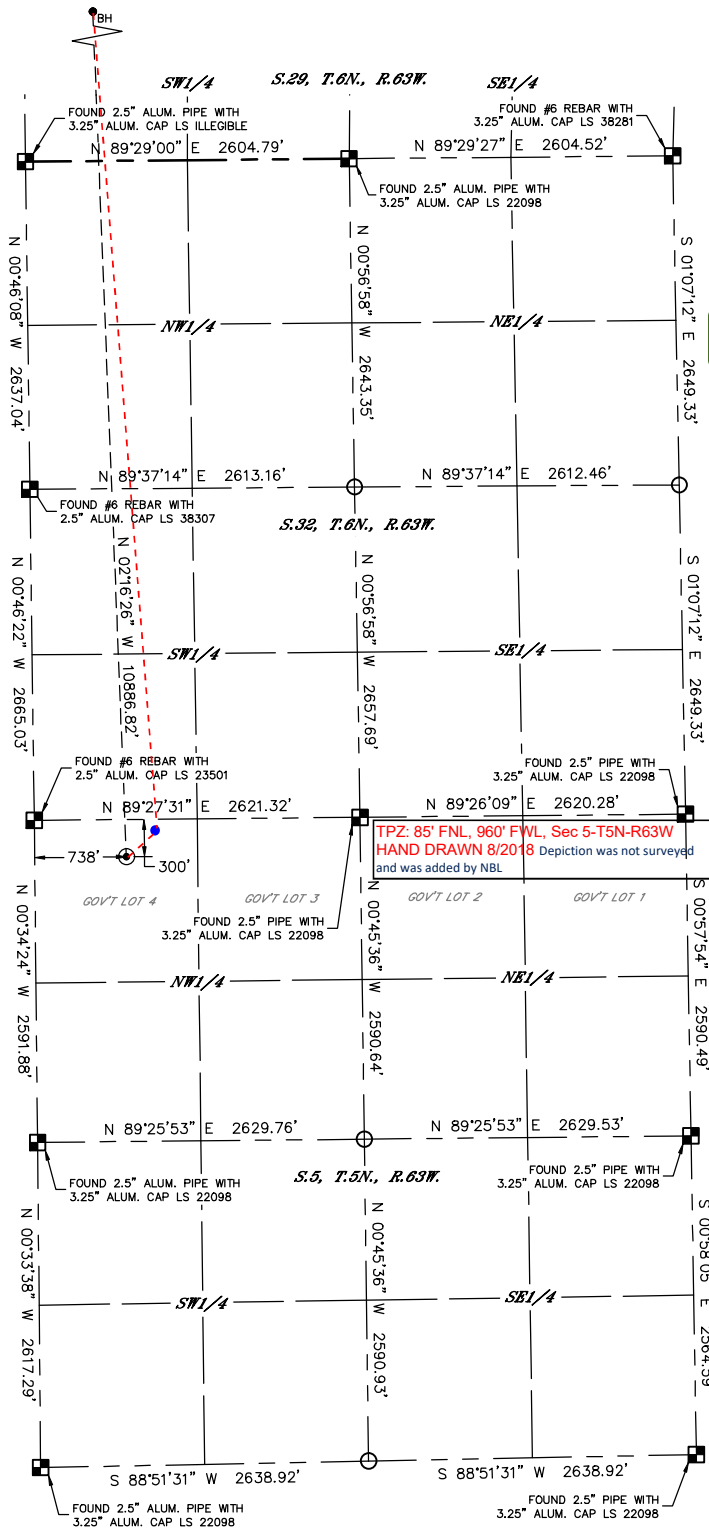 BH
SW1/4
S.29, T.6N., R.63W.
SE1/4
FOUND 2.5" ALUM. PIPE WITH
3.25" ALUM. CAP LS ILLEGIBLE
FOUND #6 REBAR WITH
3.25" ALUM. CAP LS 38281
N 89°29'00" E 2604.79'
N 89°29'27" E 2604.52'
FOUND 2.5" ALUM. PIPE WITH
3.25" ALUM. CAP LS 22098
N 00°46'08" W 2637.04'
N 00°56'58" W 2643.35'
S 01°07'12" E 2649.33'
NW1/4
NE1/4
N 89°37'14" E 2613.16'
N 89°37'14" E 2612.46'
FOUND #6 REBAR WITH
2.5" ALUM. CAP LS 38307
S.32, T.6N., R.63W.
N 00°46'22" W 2665.03'
N 02°16'26" W 10886.82'
N 00°56'58" W 2657.69'
S 01°07'12" E 2649.33'
SW1/4
SE1/4
FOUND #6 REBAR WITH
2.5" ALUM. CAP LS 23501
FOUND 2.5" PIPE WITH
3.25" ALUM. CAP LS 22098
N 89°27'31" E 2621.32'
N 89°26'09" E 2620.28'
TPZ: 85' FNL, 960' FWL, Sec 5-T5N-R63W
HAND DRAWN 8/2018 Depiction was not surveyed
and was added by NBL
738'
300'
GOV'T LOT 4
GOV'T LOT 3
GOV'T LOT 2
GOV'T LOT 1
FOUND 2.5" PIPE WITH
3.25" ALUM. CAP LS 22098
N 00°34'24" W 2591.88'
N 00°45'36" W 2590.64'
S 00°57'54" E 2590.49'
NW1/4
NE1/4
N 89°25'53" E 2629.76'
N 89°25'53" E 2629.53'
FOUND 2.5" ALUM. PIPE WITH
3.25" ALUM. CAP LS 22098
S.5, T.5N., R.63W.
FOUND 2.5" PIPE WITH
3.25" ALUM. CAP LS 22098
N 00°33'38" W 2617.29'
N 00°45'36" W 2590.93'
S 00°58'05" E 2564.59'
SW1/4
SE1/4
S 88°51'31" W 2638.92'
S 88°51'31" W 2638.92'
FOUND 2.5" ALUM. PIPE WITH
3.25" ALUM. CAP LS 22098
FOUND 2.5" PIPE WITH
3.25" ALUM. CAP LS 22098